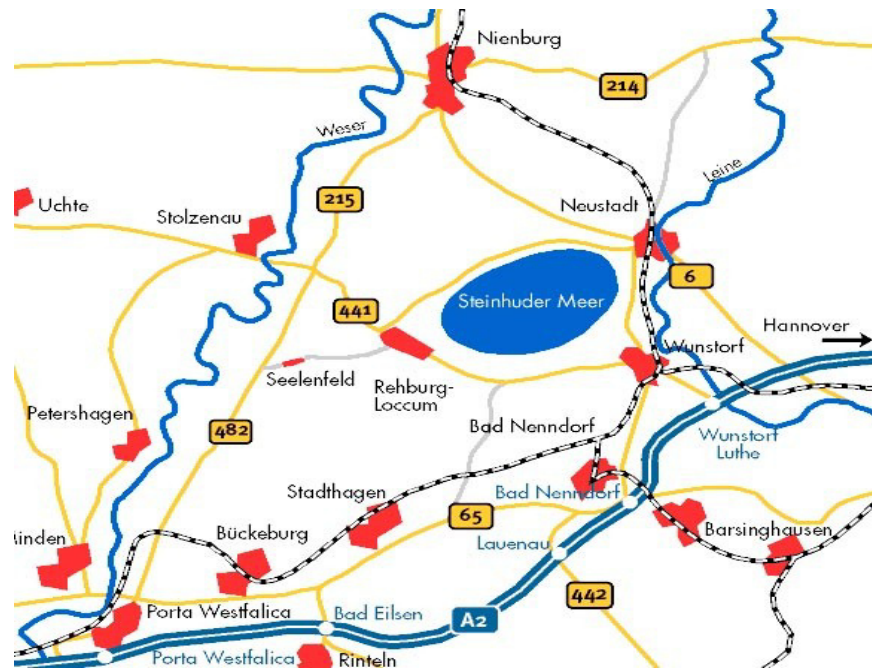 Nienburg
214
Weser
Leine
Uchte
Stolzenau
215
Neustadt
6
Steinhuder Meer
441
Hannover
Wunstorf
Seelenfeld
Rehburg-
Loccum
Petershagen
482
Bad Nenndorf
Wunstorf
Luthe
Stadthagen
Bad Nenndorf
65
Minden
Bückeburg
Lauenau
Barsinghausen
442
Porta Westfalica
Bad Eilsen
A2
Porta Westfalica
Rinteln